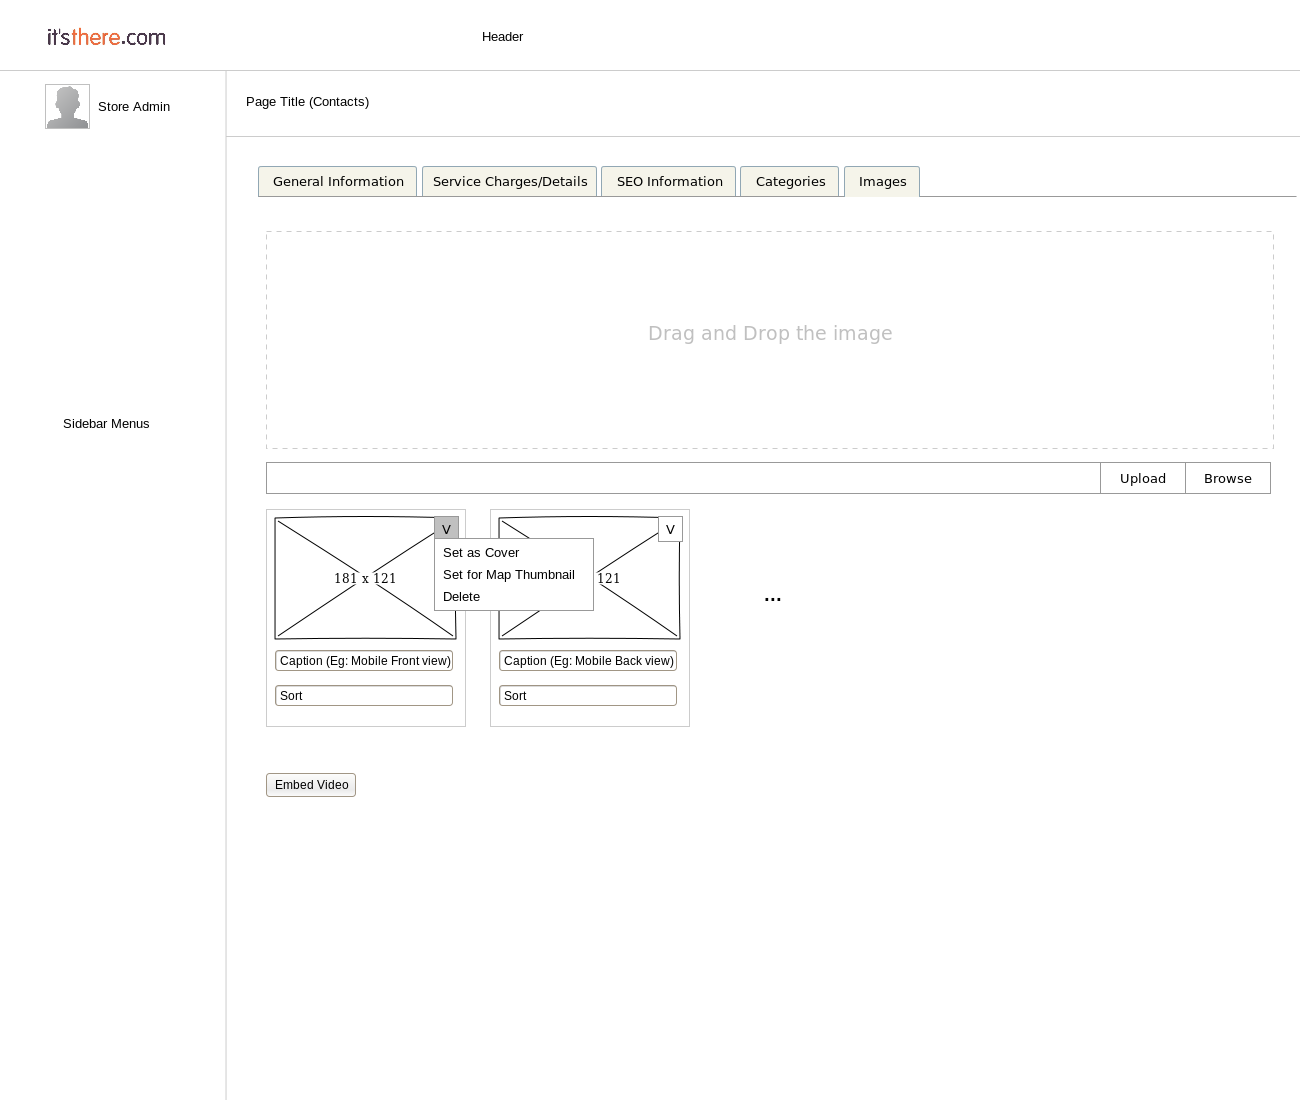 it'sthere.com
Header
Store Admin
Page Title (Contacts)
General Information
Service Charges/Details
SEO Information
Categories
Images
Drag and Drop the image
Upload
Browse
181 x 121
V
V
Set as Cover
Set for Map Thumbnail
Delete
121
...
Caption (Eg: Mobile Front view)
Caption (Eg: Mobile Back view)
Sort
Sort
Sidebar Menus
Embed Video